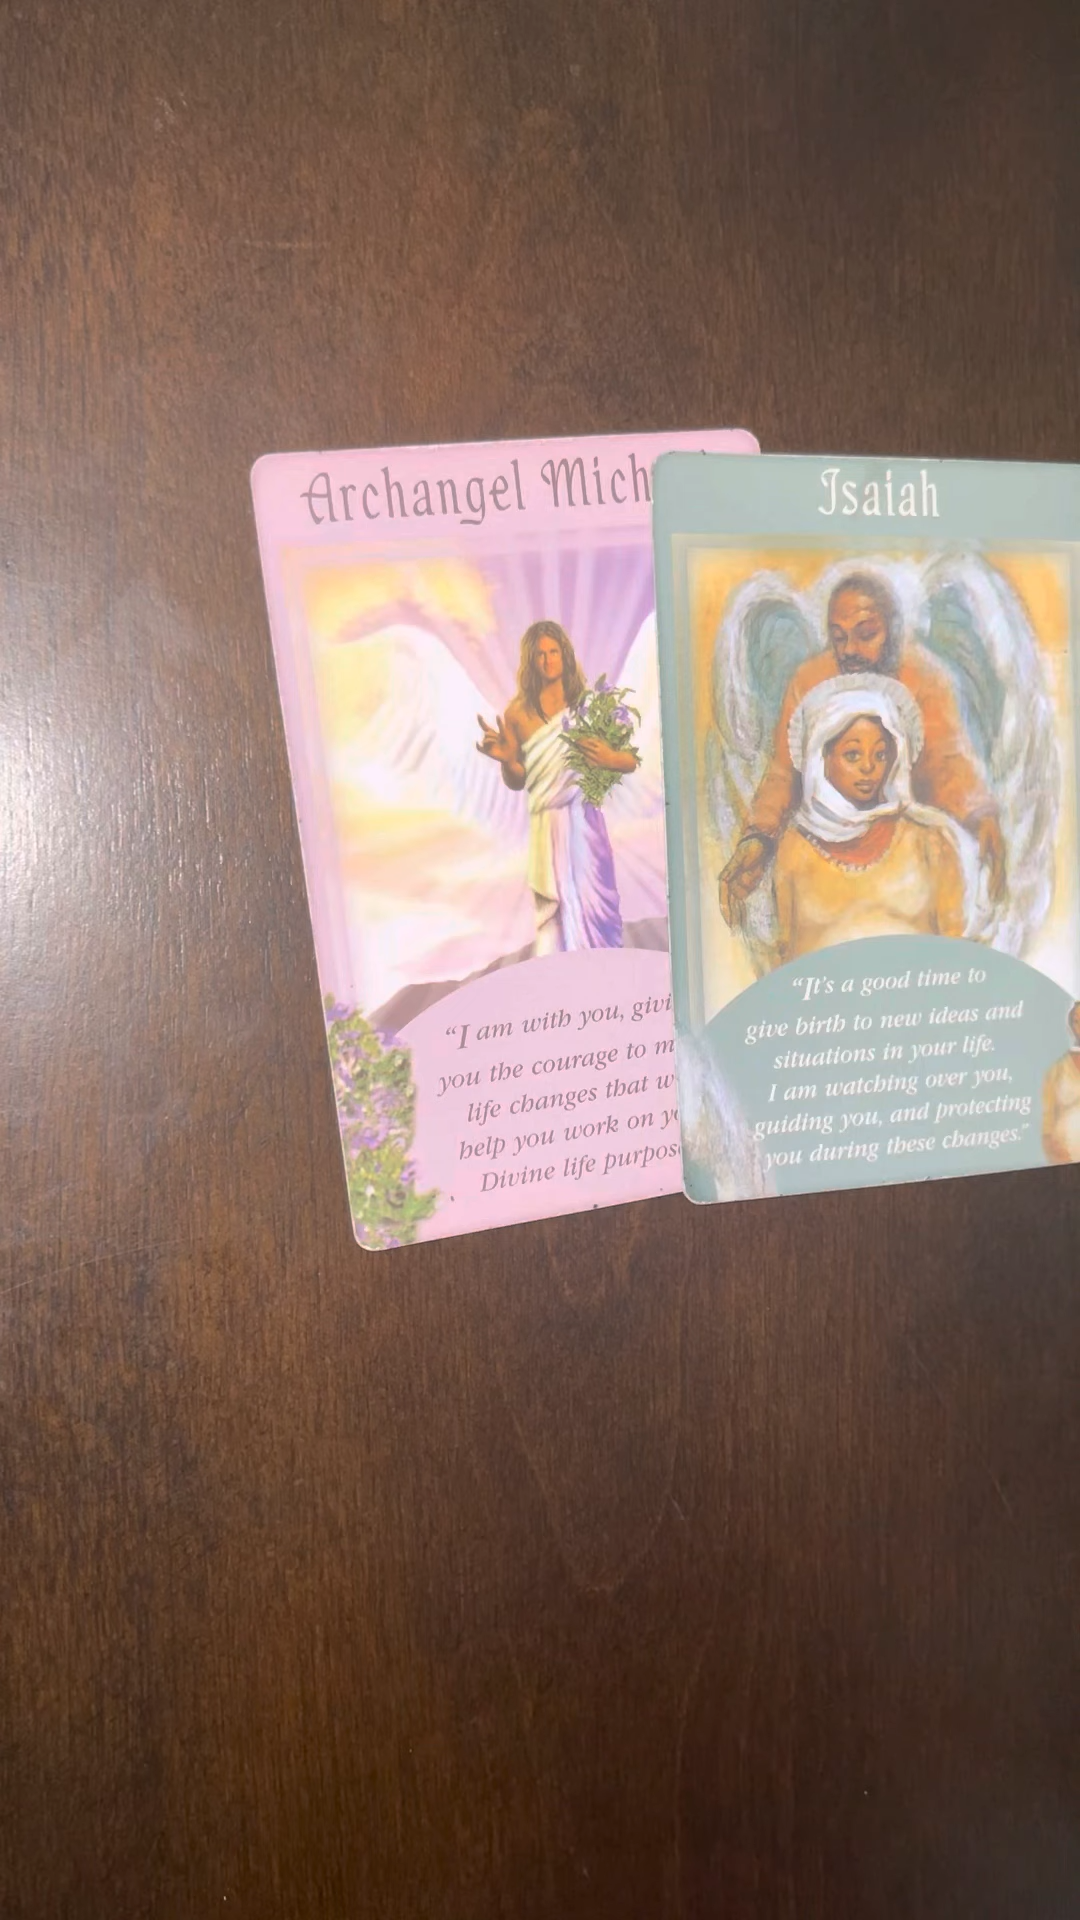 Archangel Mich
"I am with you, givi
you the courage to m
life changes that w
help you work on y
Divine life purpos
Isaiah
"It's a good time to
give birth to new ideas and
situations in your life.
I am watching over you,
guiding you, and protecting
you during these changes."